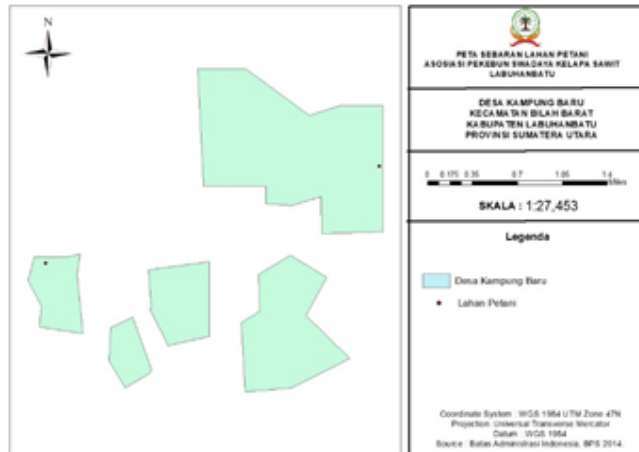 PETA SEBARAN LAHAN PETANI
ASOSIASI PEKEBUN SWADAYA KELAPA SAWIT
LABUHANBATU
DESA KAMPUNG BARU
KECAMATAN BILAH BARAT
KABUPATEN LABUHANBATU
PROVINSI SUMATERA UTARA
0 0.175 0.35 0.7 1.05 1.4
Miles
SKALA : 1:27,453
Legenda
Desa Kampung Baru
Lahan Petani
Coordinate System : WGS 1984 UTM Zone 47N
Projection :Universal Transverse Mercator
Datum : WGS 1984
Source : Batas Administrasi Indonesia, BPS 2014.
N